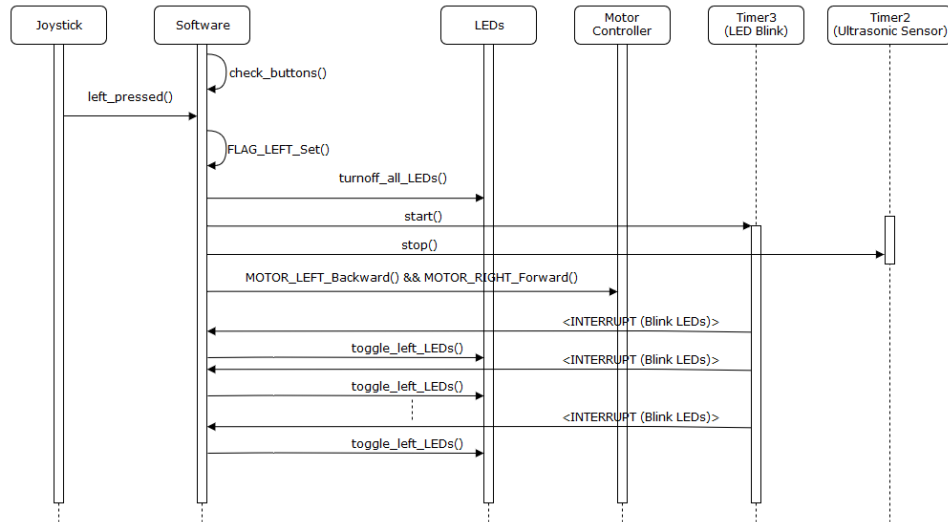 Joystick
Software
LEDs
Motor
Controller
Timer3
(LED Blink)
Timer2
(Ultrasonic Sensor)
check_buttons()
left_pressed()
FLAG_LEFT_Set()
turnoff_all_LEDs()
start()
stop()
MOTOR_LEFT_Backward() && MOTOR_RIGHT_Forward()
<INTERRUPT (Blink LEDs)>
toggle_left_LEDs()
<INTERRUPT (Blink LEDs)>
toggle_left_LEDs()
<INTERRUPT (Blink LEDs)>
toggle_left_LEDs()